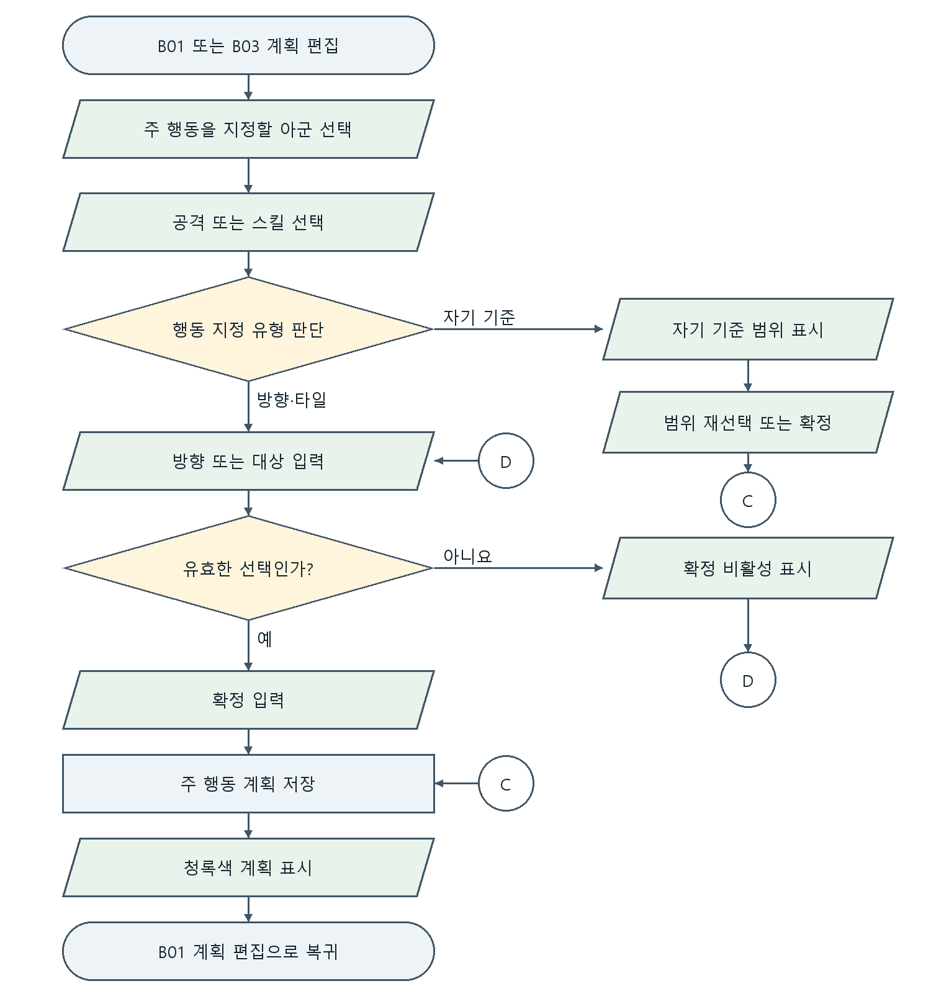 B01 또는 B03 계획 편집
주 행동을 지정할 아군 선택
공격 또는 스킬 선택
행동 지정 유형 판단
자기 기준
자기 기준 범위 표시
방향·타일
범위 재선택 또는 확정
방향 또는 대상 입력
D
C
유효한 선택인가?
아니요
확정 비활성 표시
예
D
확정 입력
주 행동 계획 저장
C
청록색 계획 표시
B01 계획 편집으로 복귀